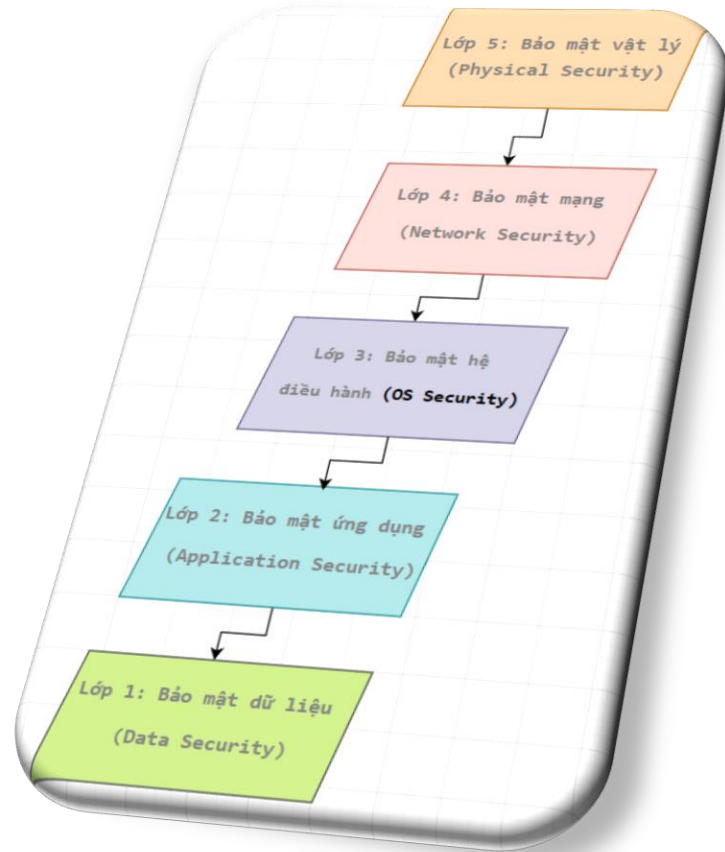 Lớp 5: Bảo mật vật lý
(Physical Security)
Lớp 4: Bảo mật mạng
(Network Security)
Lớp 3: Bảo mật hệ
điều hành (OS Security)
Lớp 2: Bảo mật ứng dụng
(Application Security)
Lớp 1: Bảo mật dữ liệu
(Data Security)